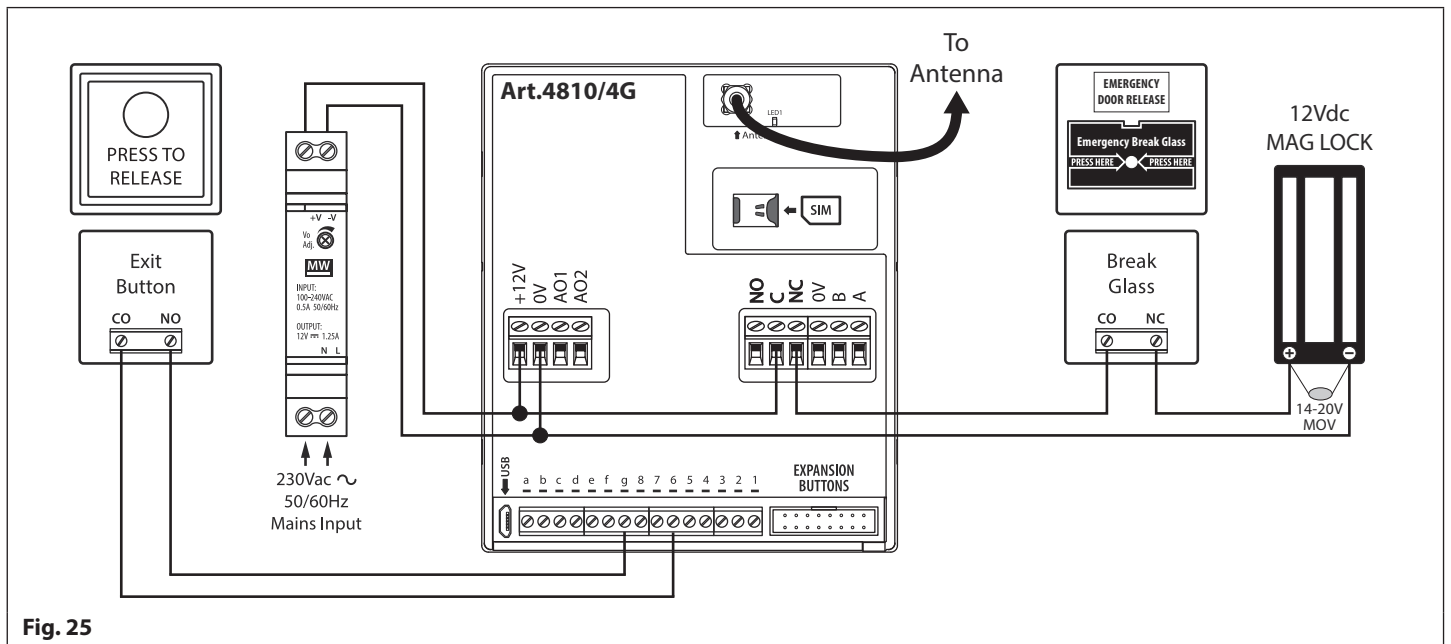 PRESS TO
RELEASE
Exit
Button
CO NO
+V -V
Vo
Adj.
MW
INPUT:
100-240VAC
0.5A 50/60Hz
OUTPUT:
12V ⎓ 1.25A
N L
230Vac ∿
50/60Hz
Mains Input
Art.4810/4G
LED1
⬆ Ante
To
Antenna
SIM
+12V
0V
AO1
AO2
NO
C
NC
0V
B
A
USB
a b c d e f g 8 7 6 5 4 3 2 1
EXPANSION
BUTTONS
EMERGENCY
DOOR RELEASE
Emergency Break Glass
PRESS HERE PRESS HERE
Break
Glass
CO NC
12Vdc
MAG LOCK
+ −
14-20V
MOV
Fig. 25